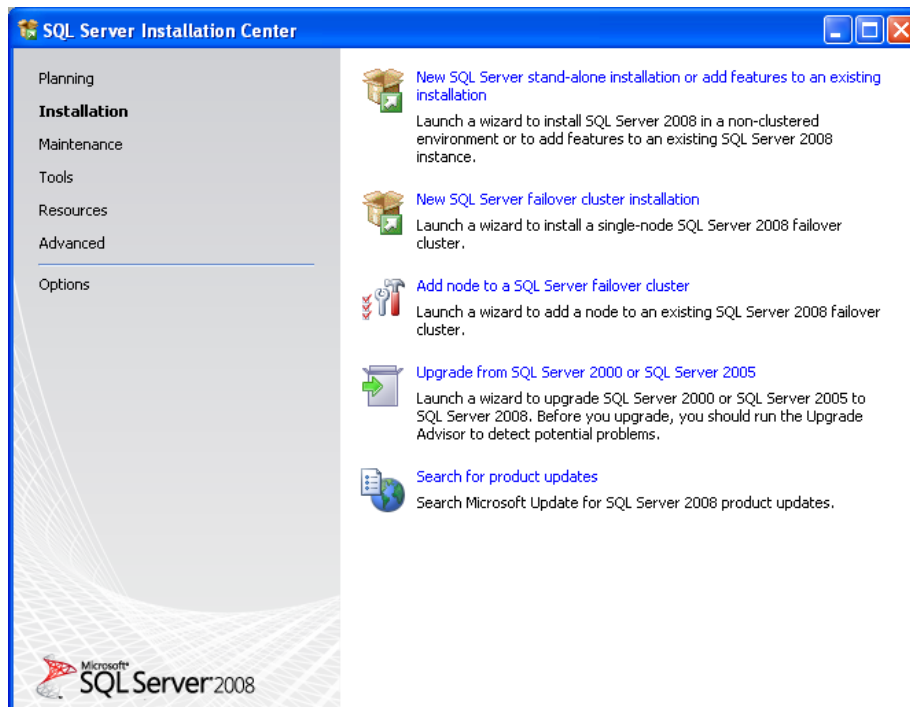 SQL Server Installation Center
Planning
Installation
Maintenance
Tools
Resources
Advanced
Options
New SQL Server stand-alone installation or add features to an existing
installation
Launch a wizard to install SQL Server 2008 in a non-clustered
environment or to add features to an existing SQL Server 2008
instance.
New SQL Server failover cluster installation
Launch a wizard to install a single-node SQL Server 2008 failover
cluster.
Add node to a SQL Server failover cluster
Launch a wizard to add a node to an existing SQL Server 2008 failover
cluster.
Upgrade from SQL Server 2000 or SQL Server 2005
Launch a wizard to upgrade SQL Server 2000 or SQL Server 2005 to
SQL Server 2008. Before you upgrade, you should run the Upgrade
Advisor to detect potential problems.
Search for product updates
Search Microsoft Update for SQL Server 2008 product updates.
Microsoft®
SQL Server 2008